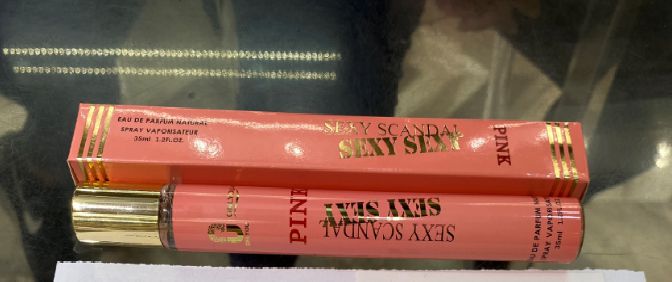 EAU DE PARFUM NATURAL
SPRAY VAPORISATEUR
35ml 1.2FL.OZ.
SEXY SCANDAL
SEXY SEXY
PINK
PINK
SEXY SEXY
SEXY SCANDAL
35ml